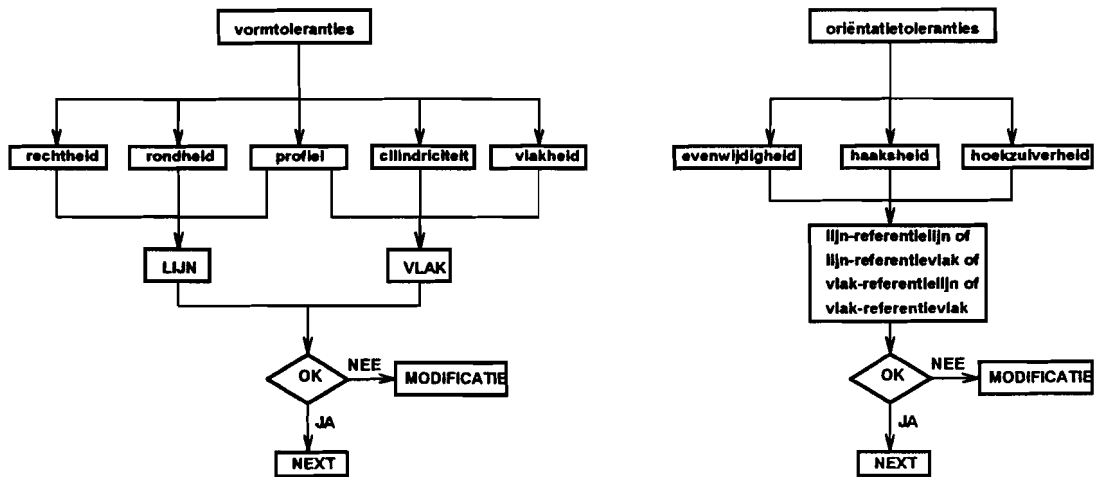 vormtoleranties
rechtheid
rondheid
profiel
cilindriciteit
vlakheid
LIJN
VLAK
OK
NEE
MODIFICATIE
JA
NEXT
oriëntatietoleranties
evenwijdigheid
haaksheid
hoekzuiverheid
lijn-referentielijn of
lijn-referentievlak of
vlak-referentielijn of
vlak-referentievlak
OK
NEE
MODIFICATIE
JA
NEXT